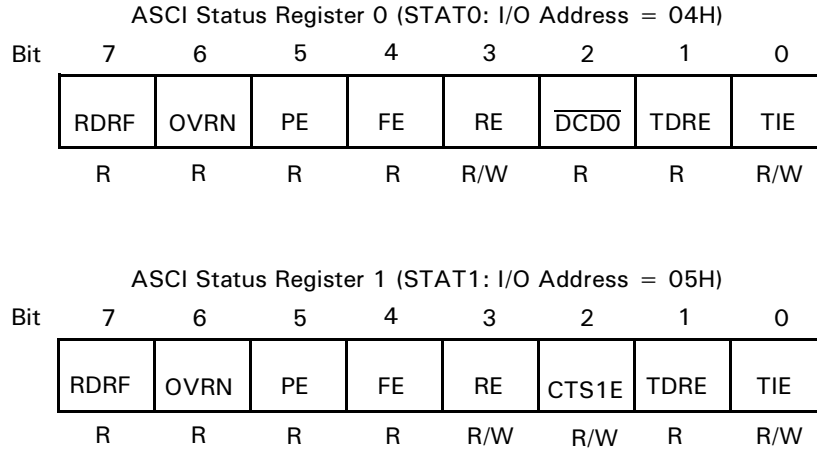 ASCI Status Register 0 (STAT0: I/O Address = 04H)
Bit 7 6 5 4 3 2 1 0
RDRF OVRN PE FE RE D̅C̅D̅0̅ TDRE TIE
R R R R R/W R R R/W
ASCI Status Register 1 (STAT1: I/O Address = 05H)
Bit 7 6 5 4 3 2 1 0
RDRF OVRN PE FE RE CTS1E TDRE TIE
R R R R R/W R/W R R/W